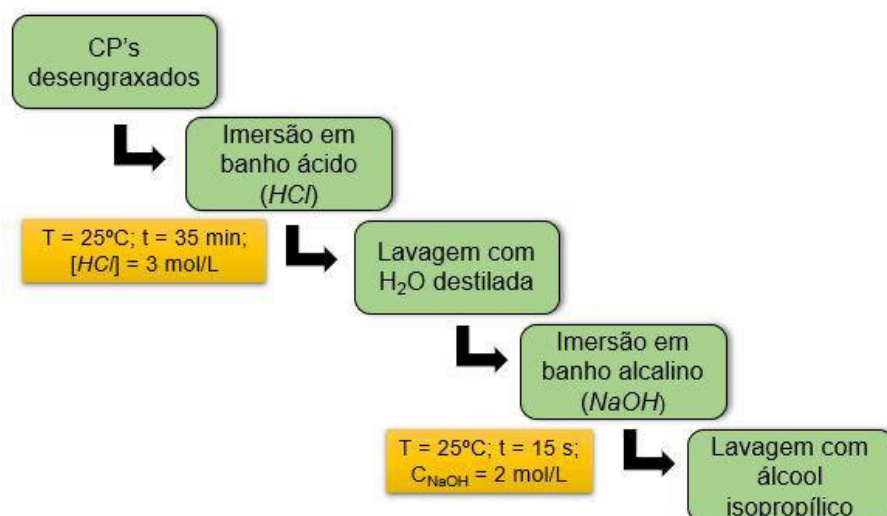 CP's
desengraxados
Imersão em
banho ácido
(HCl)
T = 25ºC; t = 35 min;
[HCl] = 3 mol/L
Lavagem com
H₂O destilada
Imersão em
banho alcalino
(NaOH)
T = 25ºC; t = 15 s;
C_NaOH = 2 mol/L
Lavagem com
álcool
isopropílico